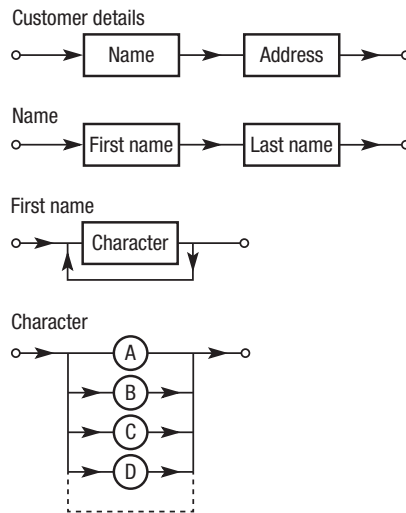 Customer details
Name Address
Name
First name Last name
First name
Character
Character
A
B
C
D